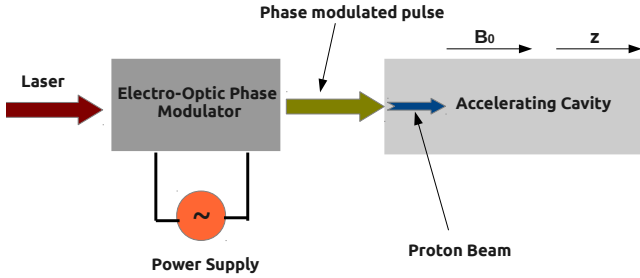 Phase modulated pulse
B₀
z
Laser
Electro-Optic Phase
Modulator
Accelerating Cavity
~
Power Supply
Proton Beam